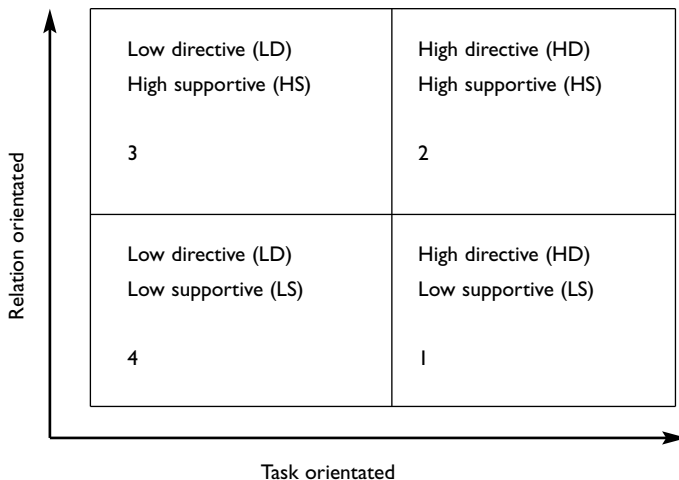 Low directive (LD)
High supportive (HS)
3
High directive (HD)
High supportive (HS)
2
Low directive (LD)
Low supportive (LS)
4
High directive (HD)
Low supportive (LS)
1
Relation orientated
Task orientated